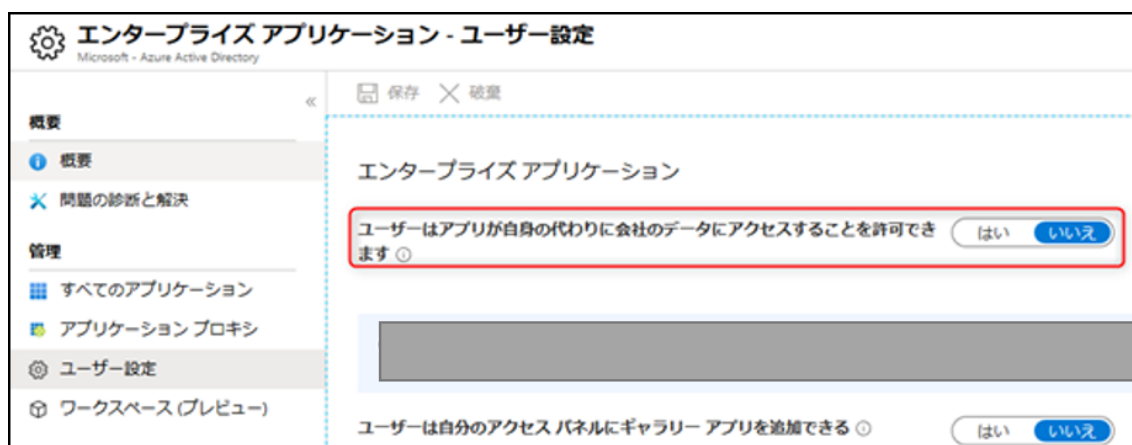 エンタープライズ アプリケーション - ユーザー設定
Microsoft - Azure Active Directory
«
保存 破棄
概要
概要
問題の診断と解決
管理
すべてのアプリケーション
アプリケーション プロキシ
ユーザー設定
ワークスペース (プレビュー)
エンタープライズ アプリケーション
ユーザーはアプリが自身の代わりに会社のデータにアクセスすることを許可でき
ます
はい いいえ
ユーザーは自分のアクセス パネルにギャラリー アプリを追加できる
はい いいえ